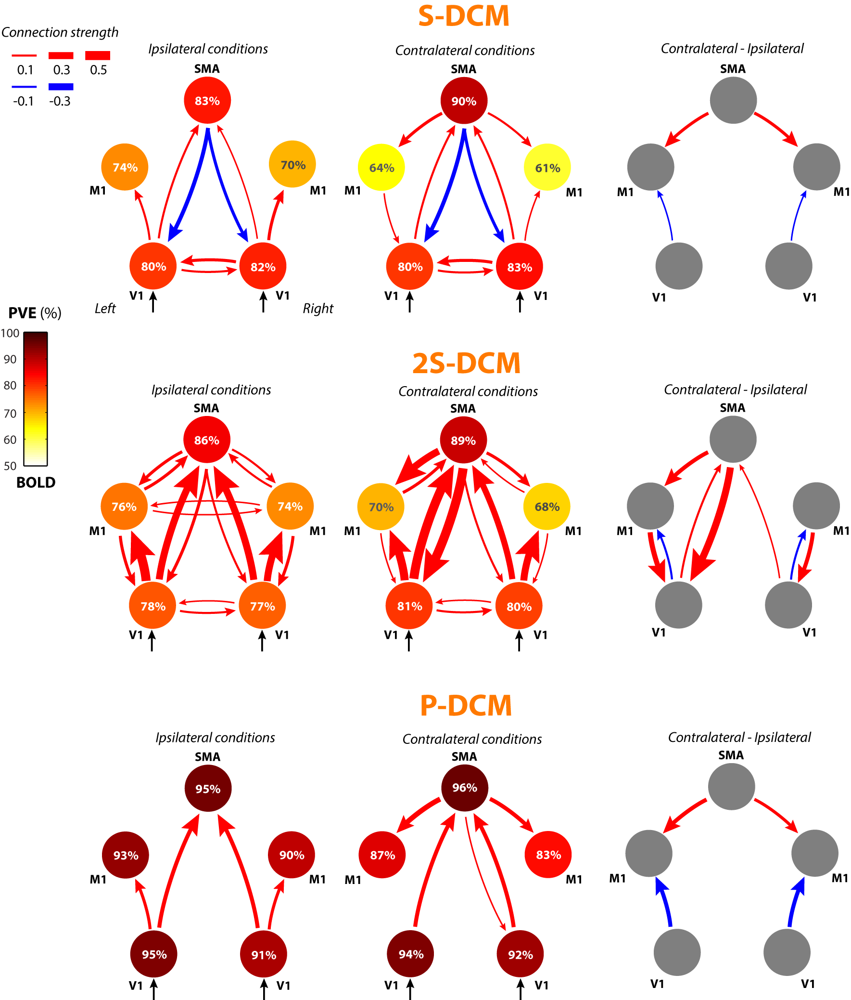 S-DCM
Connection strength
0.1 0.3 0.5
-0.1 -0.3
Ipsilateral conditions
SMA
83%
74%
70%
M1
M1
80%
82%
V1
V1
Left
Right
Contralateral conditions
SMA
90%
64%
61%
M1
M1
80%
83%
V1
V1
Contralateral - Ipsilateral
SMA
M1
M1
V1
V1
PVE (%)
100
90
80
70
60
50
BOLD
2S-DCM
Ipsilateral conditions
SMA
86%
76%
74%
M1
M1
78%
77%
V1
V1
Contralateral conditions
SMA
89%
70%
68%
M1
M1
81%
80%
V1
V1
Contralateral - Ipsilateral
SMA
M1
M1
V1
V1
P-DCM
Ipsilateral conditions
SMA
95%
93%
90%
M1
M1
95%
91%
V1
V1
Contralateral conditions
SMA
96%
87%
83%
M1
M1
94%
92%
V1
V1
Contralateral - Ipsilateral
SMA
M1
M1
V1
V1